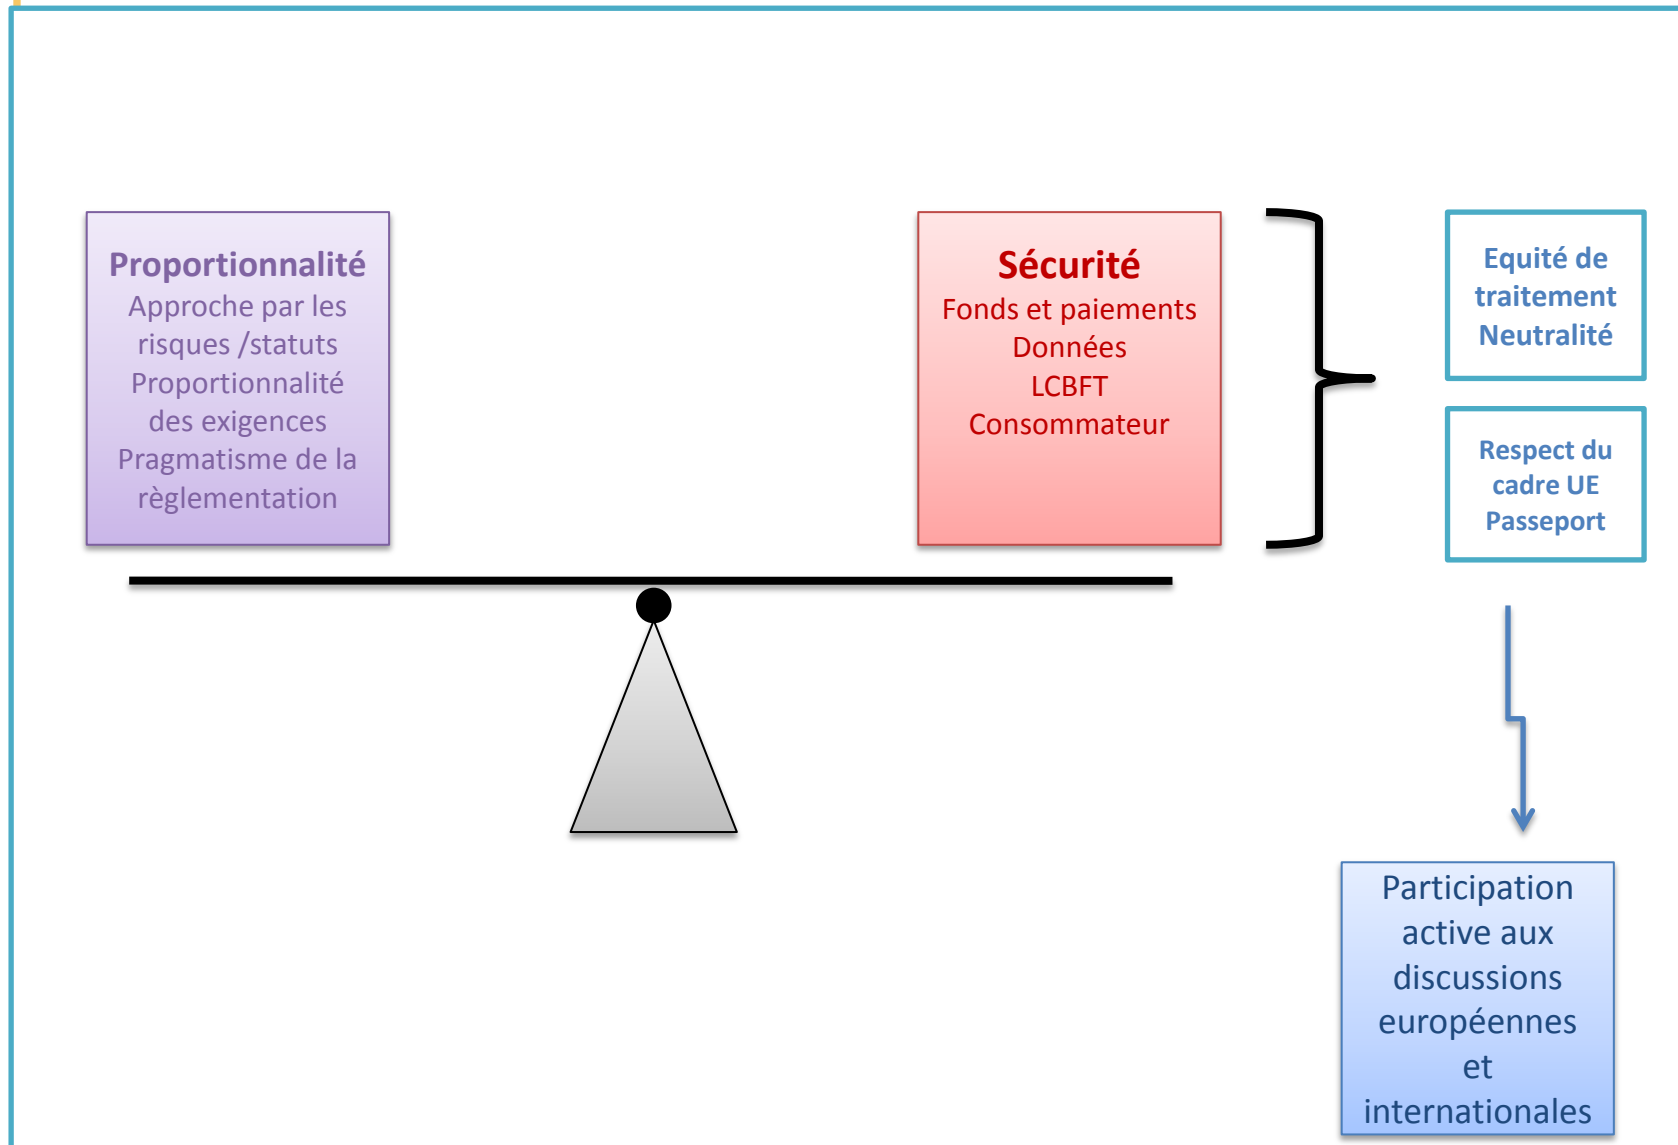 Proportionnalité
Approche par les
risques /statuts
Proportionnalité
des exigences
Pragmatisme de la
règlementation
Sécurité
Fonds et paiements
Données
LCBFT
Consommateur
Equité de
traitement
Neutralité
Respect du
cadre UE
Passeport
Participation
active aux
discussions
européennes
et
internationales